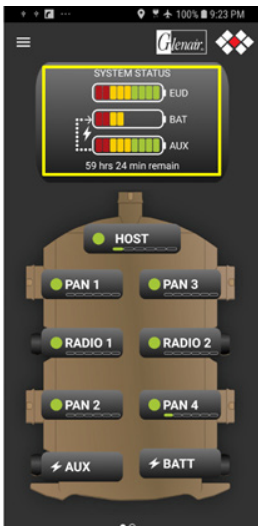 100% 9:23 PM
Glenair.
SYSTEM STATUS
EUD
BAT
AUX
59 hrs 24 min remain
HOST
PAN 1
PAN 3
RADIO 1
RADIO 2
PAN 2
PAN 4
AUX
BATT